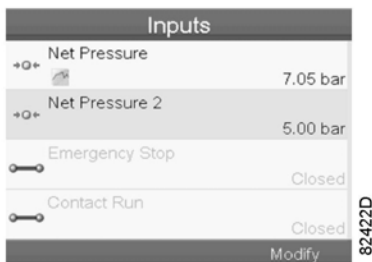 Inputs
Net Pressure
7.05 bar
Net Pressure 2
5.00 bar
Emergency Stop
Closed
Contact Run
Closed
Modify
82422D